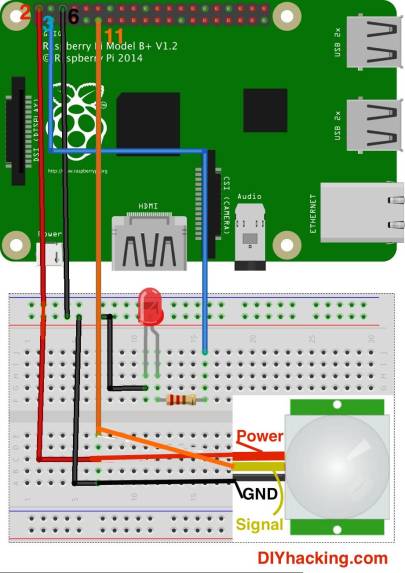 2 3 6 11
Raspberry Pi Model B+ V1.2
© Raspberry Pi 2014
USB 2x
DSI (DISPLAY)
USB 2x
http://www.raspberrypi.org
HDMI
CSI (CAMERA)
Audio
ETHERNET
Power
Power
GND
Signal
DIYhacking.com